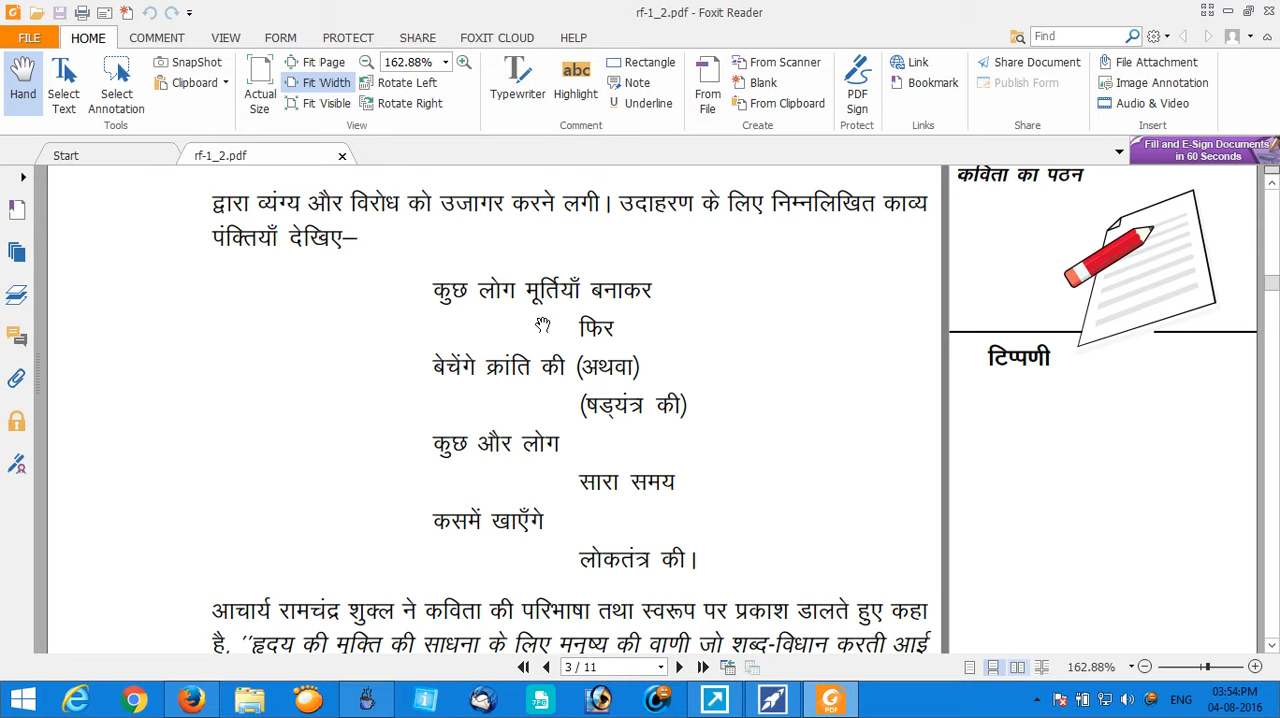 rf-1_2.pdf - Foxit Reader
FILE HOME COMMENT VIEW FORM PROTECT SHARE FOXIT CLOUD HELP Find
Hand Select Text Select Annotation SnapShot Clipboard Tools
Actual Size Fit Page Fit Width Fit Visible 162.88% Rotate Left Rotate Right View
Typewriter abc Highlight Rectangle Note Underline Comment
From File From Scanner Blank From Clipboard Create
PDF Sign Protect
Link Bookmark Links
Share Document Publish Form Share
File Attachment Image Annotation Audio & Video Insert
Start rf-1_2.pdf
Fill and E-Sign Documents
in 60 Seconds
कविता का पठन
द्वारा व्यंग्य और विरोध को उजागर करने लगी। उदाहरण के लिए निम्नलिखित काव्य
पंक्तियाँ देखिए–
कुछ लोग मूर्तियाँ बनाकर
फिर
बेचेंगे क्रांति की (अथवा)
(षड्यंत्र की)
कुछ और लोग
सारा समय
कसमें खाएँगे
लोकतंत्र की।
टिप्पणी
आचार्य रामचंद्र शुक्ल ने कविता की परिभाषा तथा स्वरूप पर प्रकाश डालते हुए कहा
है, ''हृदय की मुक्ति की साधना के लिए मनुष्य की वाणी जो शब्द-विधान करती आई
3 / 11 162.88%
ENG 03:54 PM
04-08-2016